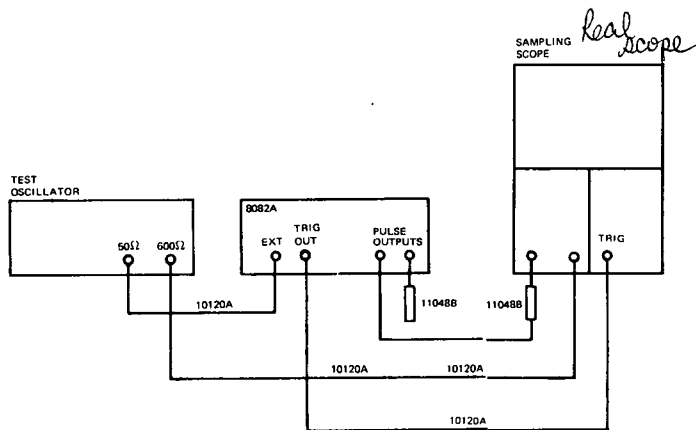 Real
scope
SAMPLING
SCOPE
TEST
OSCILLATOR
50Ω 600Ω
8082A
EXT
TRIG
OUT
PULSE
OUTPUTS
TRIG
11048B
11048B
10120A
10120A 10120A
10120A